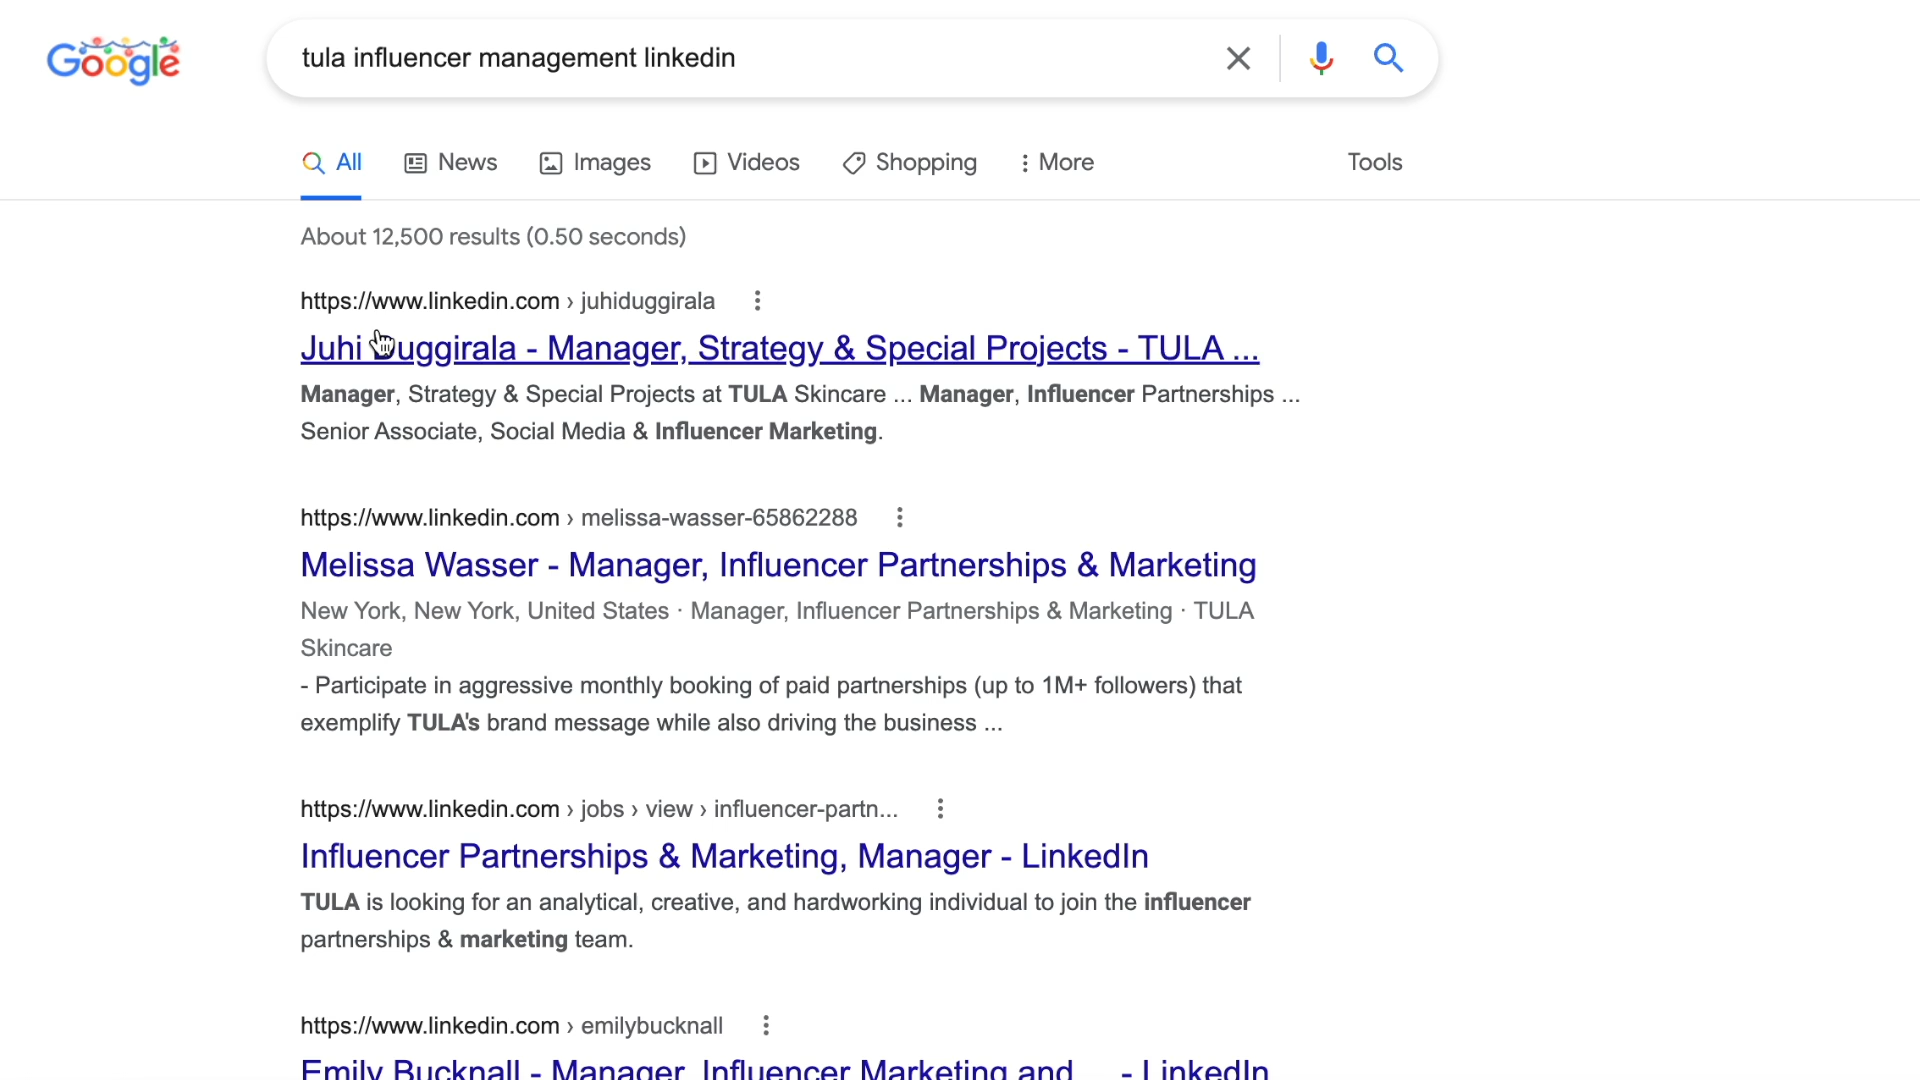 Google
tula influencer management linkedin
All News Images Videos Shopping More Tools
About 12,500 results (0.50 seconds)
https://www.linkedin.com › juhiduggirala
Juhi Duggirala - Manager, Strategy & Special Projects - TULA ...
Manager, Strategy & Special Projects at TULA Skincare ... Manager, Influencer Partnerships ...
Senior Associate, Social Media & Influencer Marketing.
https://www.linkedin.com › melissa-wasser-65862288
Melissa Wasser - Manager, Influencer Partnerships & Marketing
New York, New York, United States · Manager, Influencer Partnerships & Marketing · TULA
Skincare
- Participate in aggressive monthly booking of paid partnerships (up to 1M+ followers) that
exemplify TULA's brand message while also driving the business ...
https://www.linkedin.com › jobs › view › influencer-partn...
Influencer Partnerships & Marketing, Manager - LinkedIn
TULA is looking for an analytical, creative, and hardworking individual to join the influencer
partnerships & marketing team.
https://www.linkedin.com › emilybucknall
Emily Bucknall - Manager, Influencer Marketing and ... - LinkedIn